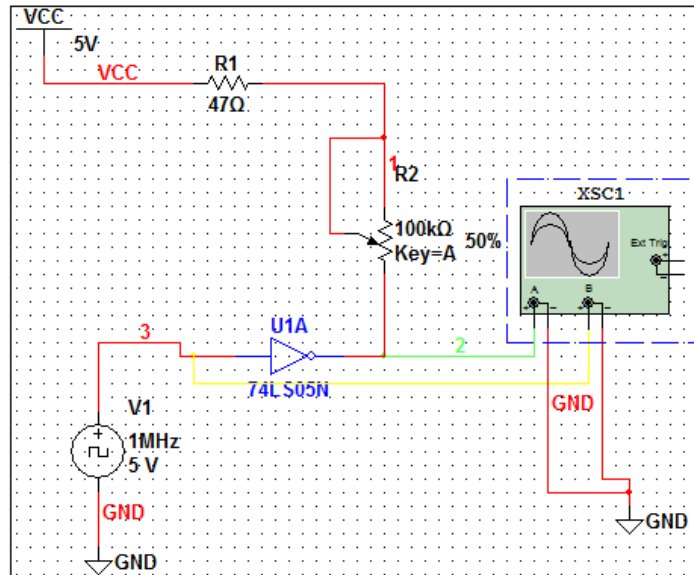 VCC
5V
VCC
R1
47Ω
1
R2
100kΩ
Key=A
50%
XSC1
Ext Trig
+
-
A
B
+ - + -
U1A
74LS05N
3
2
V1
+
1MHz
5 V
GND
GND
GND
GND